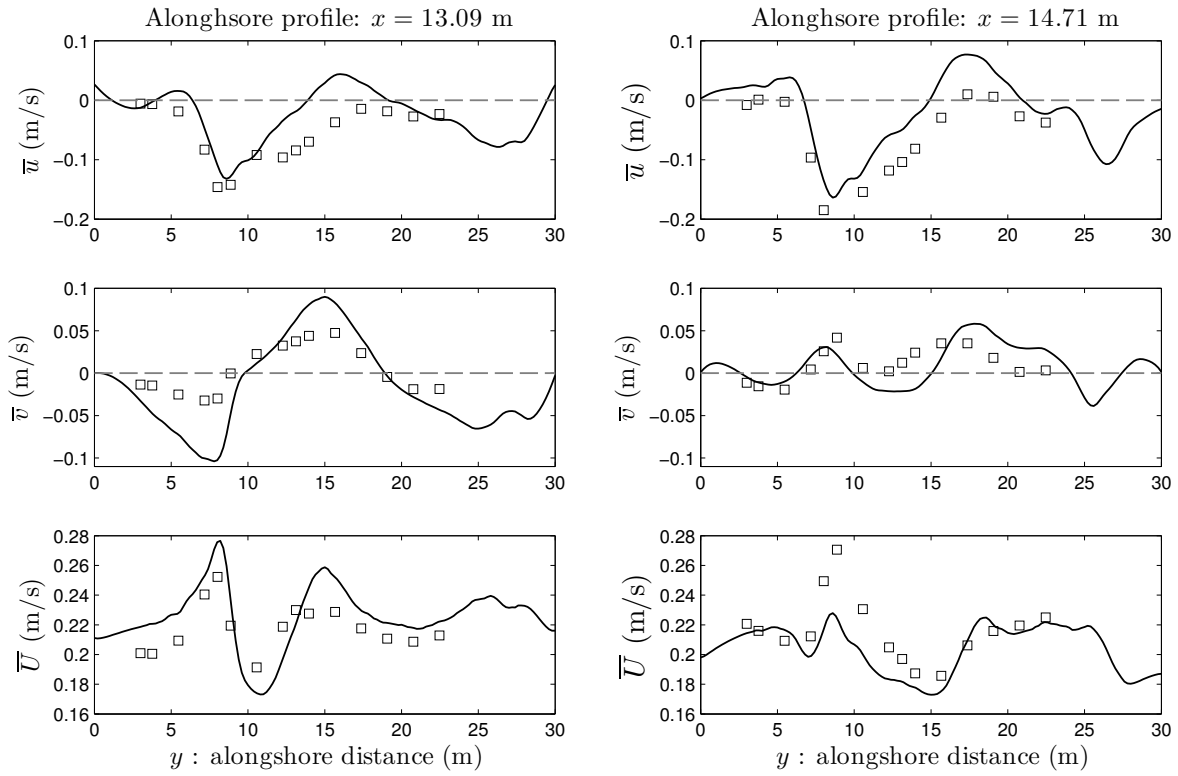 Alonghsore profile: x = 13.09 m
0.1
0
−0.1
−0.2
u̅ (m/s)
0 5 10 15 20 25 30
0.1
0.05
0
−0.05
−0.1
v̅ (m/s)
0 5 10 15 20 25 30
0.28
0.26
0.24
0.22
0.2
0.18
0.16
U̅ (m/s)
0 5 10 15 20 25 30
y : alongshore distance (m)
Alonghsore profile: x = 14.71 m
0.1
0
−0.1
−0.2
u̅ (m/s)
0 5 10 15 20 25 30
0.1
0.05
0
−0.05
−0.1
v̅ (m/s)
0 5 10 15 20 25 30
0.28
0.26
0.24
0.22
0.2
0.18
0.16
U̅ (m/s)
0 5 10 15 20 25 30
y : alongshore distance (m)